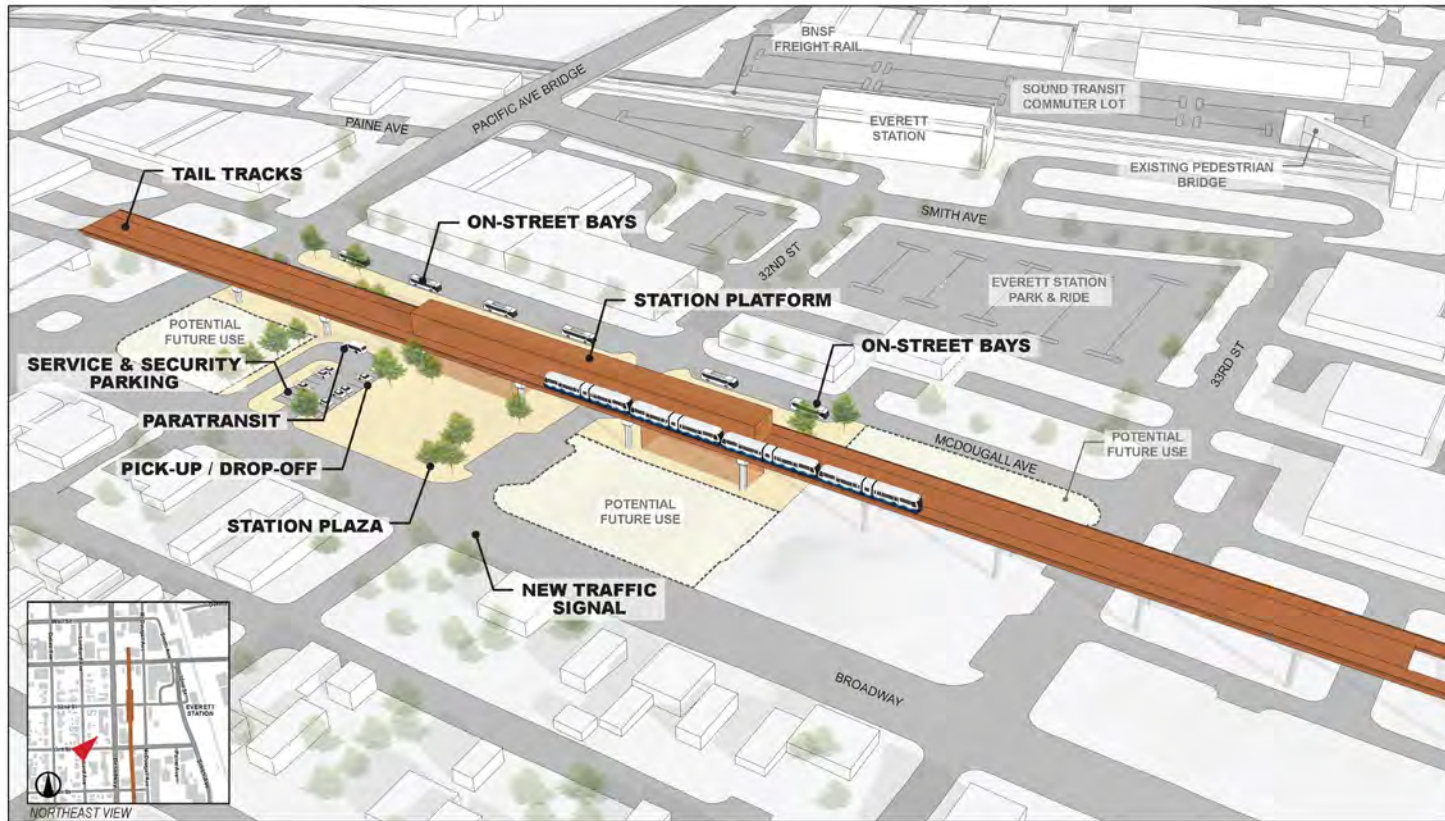 BNSF
FREIGHT RAIL
SOUND TRANSIT
COMMUTER LOT
PACIFIC AVE BRIDGE
PAINE AVE
EVERETT
STATION
EXISTING PEDESTRIAN
BRIDGE
TAIL TRACKS
ON-STREET BAYS
SMITH AVE
32ND ST
STATION PLATFORM
EVERETT STATION
PARK & RIDE
POTENTIAL
FUTURE USE
ON-STREET BAYS
33RD ST
SERVICE & SECURITY
PARKING
PARATRANSIT
MCDOUGALL AVE
POTENTIAL
FUTURE USE
PICK-UP / DROP-OFF
POTENTIAL
FUTURE USE
STATION PLAZA
NEW TRAFFIC
SIGNAL
BROADWAY
EVERETT
STATION
NORTHEAST VIEW